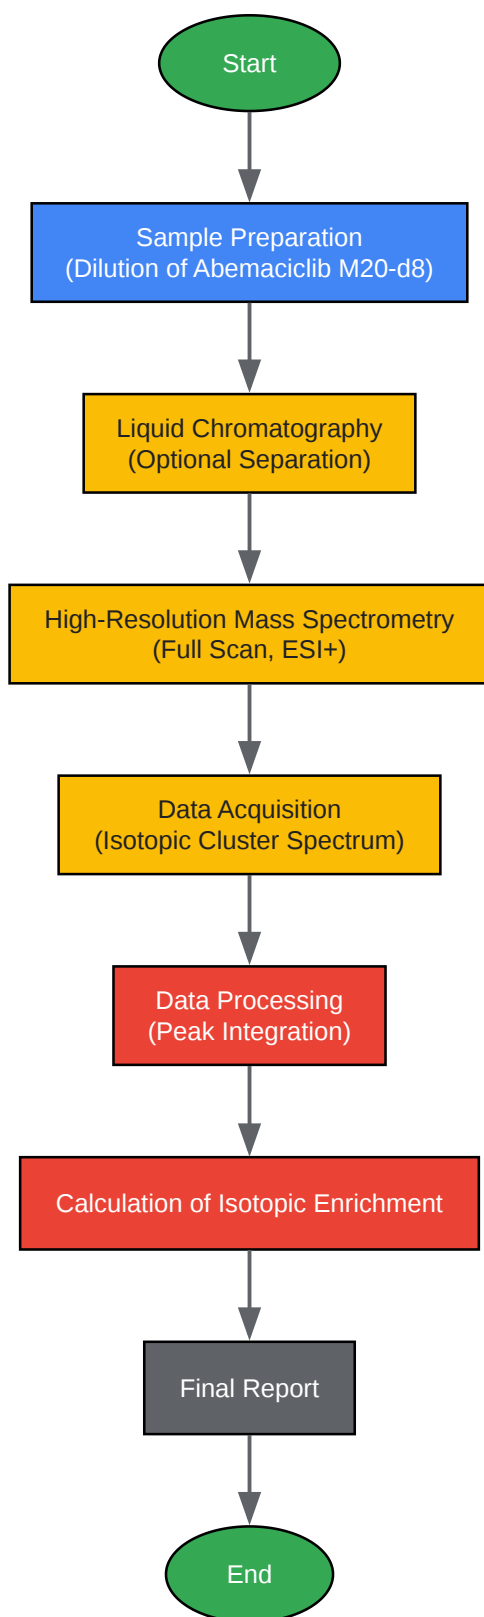 Start
Sample Preparation
(Dilution of Abemaciclib M20-d8)
Liquid Chromatography
(Optional Separation)
High-Resolution Mass Spectrometry
(Full Scan, ESI+)
Data Acquisition
(Isotopic Cluster Spectrum)
Data Processing
(Peak Integration)
Calculation of Isotopic Enrichment
Final Report
End